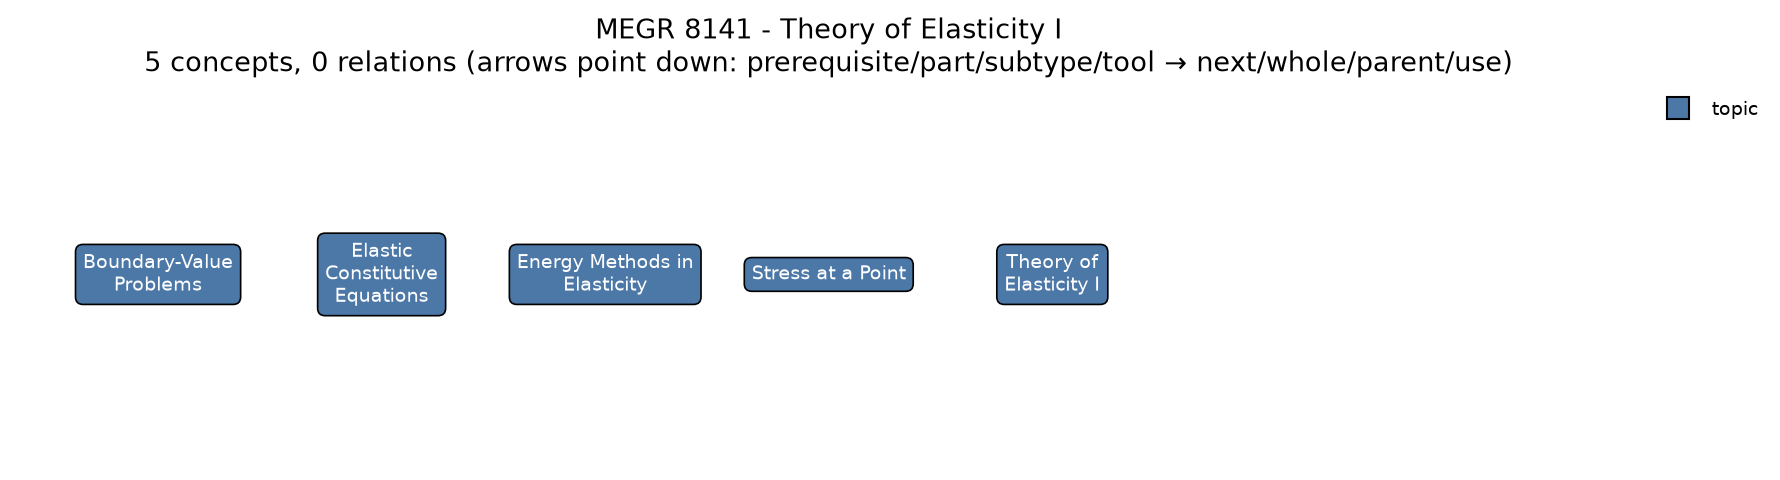 MEGR 8141 - Theory of Elasticity I
5 concepts, 0 relations (arrows point down: prerequisite/part/subtype/tool → next/whole/parent/use)
topic
Boundary-Value
Problems
Elastic
Constitutive
Equations
Energy Methods in
Elasticity
Stress at a Point
Theory of
Elasticity I